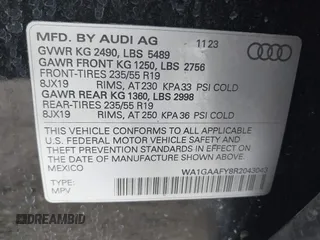 MFD. BY AUDI AG 11 23
GVWR KG 2490, LBS 5489
GAWR FRONT KG 1250, LBS 2756
FRONT-TIRES 235/55 R19
8JX19 RIMS, AT 230 KPA 33 PSI COLD
GAWR REAR KG 1360, LBS 2998
REAR-TIRES 235/55 R19
8JX19 RIMS, AT 250 KPA 36 PSI COLD
THIS VEHICLE CONFORMS TO ALL APPLICABLE
U.S. FEDERAL MOTOR VEHICLE SAFETY, BUMPER
AND THEFT PREVENTION STANDARDS IN EFFECT ON THE
DATE OF MANUFACTURE SHOWN ABOVE.
MEXICO WA1GAAFY8R2043043
TYPE:
MPV
DREAMBID